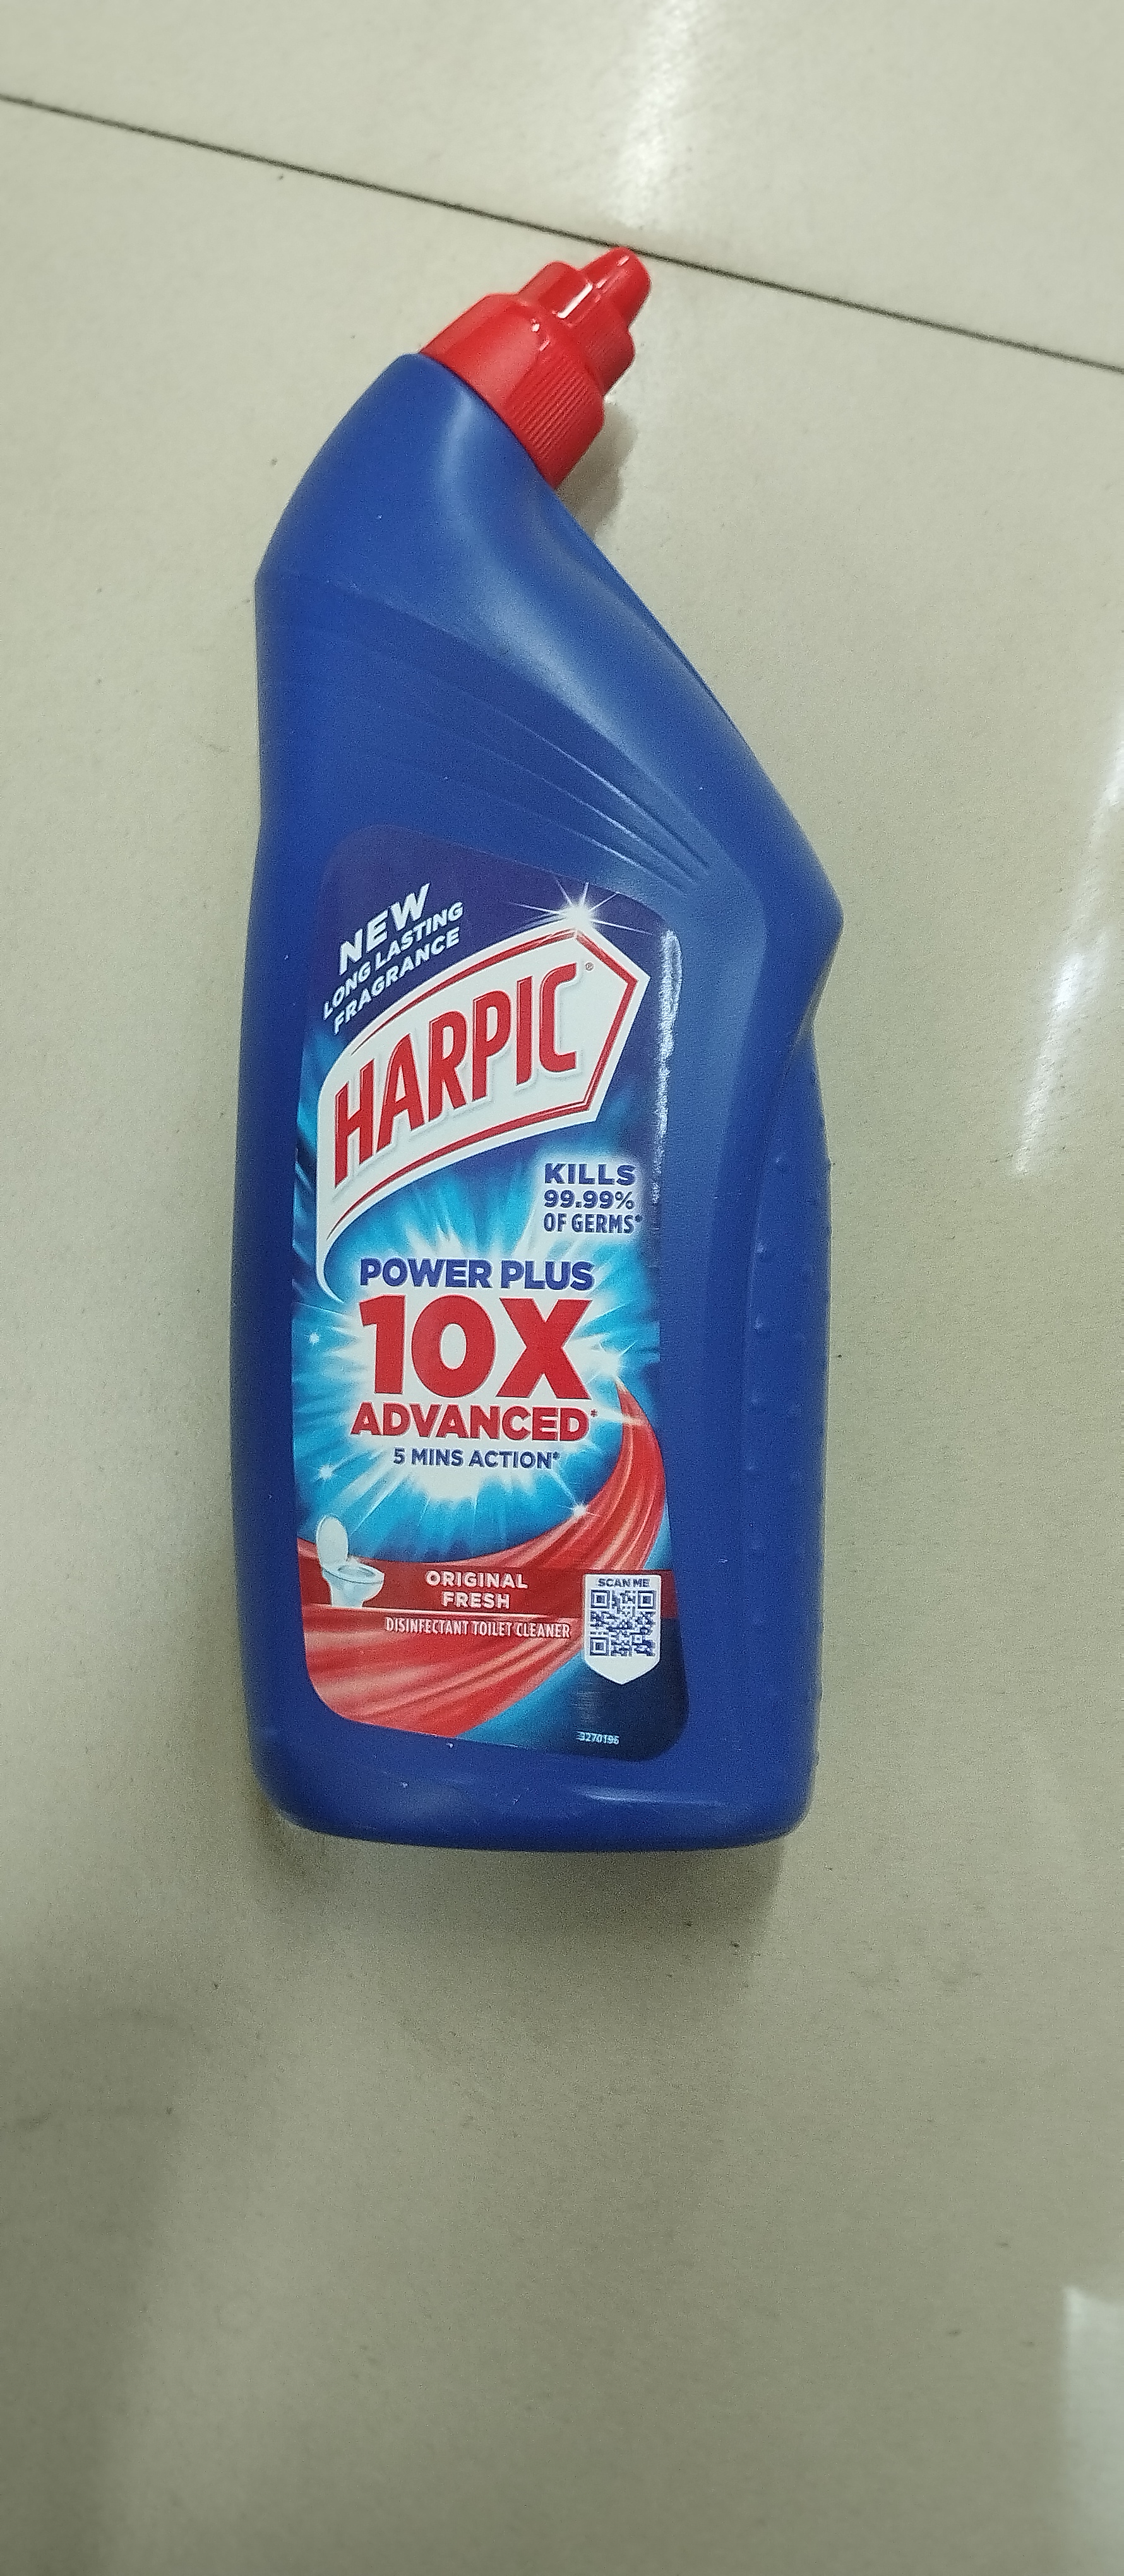 NEW
LONG LASTING
FRAGRANCE
HARPIC®
KILLS
99.99%
OF GERMS*
POWER PLUS
10X
ADVANCED*
5 MINS ACTION*
ORIGINAL
FRESH
DISINFECTANT TOILET CLEANER
SCAN ME
3270196